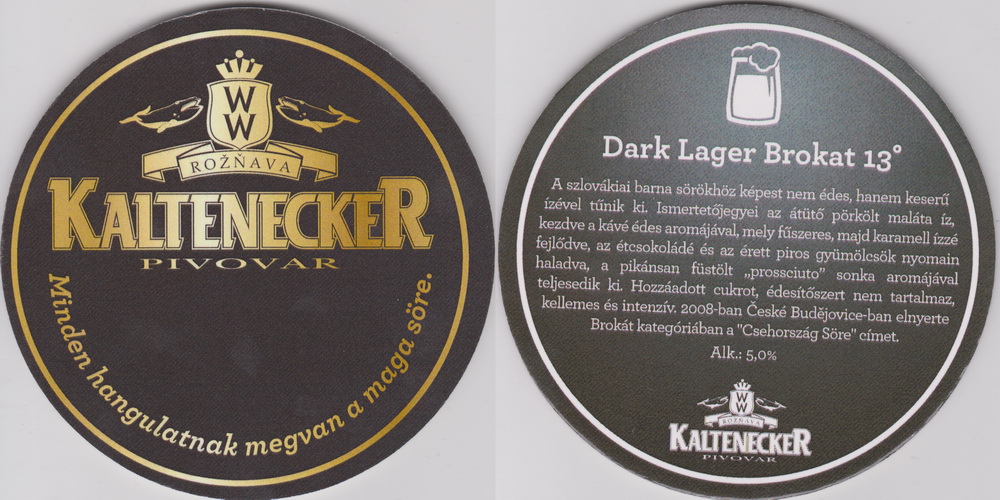 W
W
ROŽŇAVA
KALTENECKER
PIVOVAR
Minden hangulatnak megvan a maga söre.
Dark Lager Brokat 13°
A szlovákiai barna sörökhöz képest nem édes, hanem keserű
ízével tűnik ki. Ismertetőjegyei az átütő pörkölt maláta íz,
kezdve a kávé édes aromájával, mely fűszeres, majd karamell ízzé
fejlődve, az étcsokoládé és az érett piros gyümölcsök nyomain
haladva, a pikánsan füstölt „prossciuto” sonka aromájával
teljesedik ki. Hozzáadott cukrot, édesítőszert nem tartalmaz,
kellemes és intenzív. 2008-ban České Budějovice-ban elnyerte
Brokát kategóriában a "Csehország Söre" címet.
Alk.: 5,0%
W
W
ROŽŇAVA
KALTENECKER
PIVOVAR